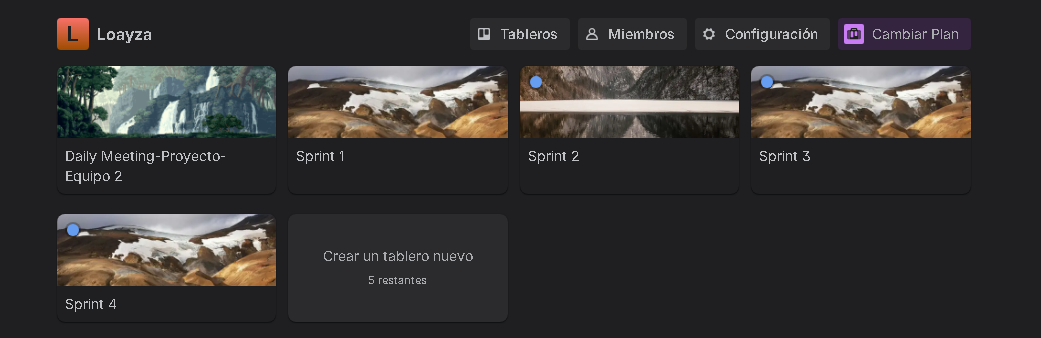 L Loayza
Tableros
Miembros
Configuración
Cambiar Plan
Daily Meeting-Proyecto-
Equipo 2
Sprint 1
Sprint 2
Sprint 3
Sprint 4
Crear un tablero nuevo
5 restantes